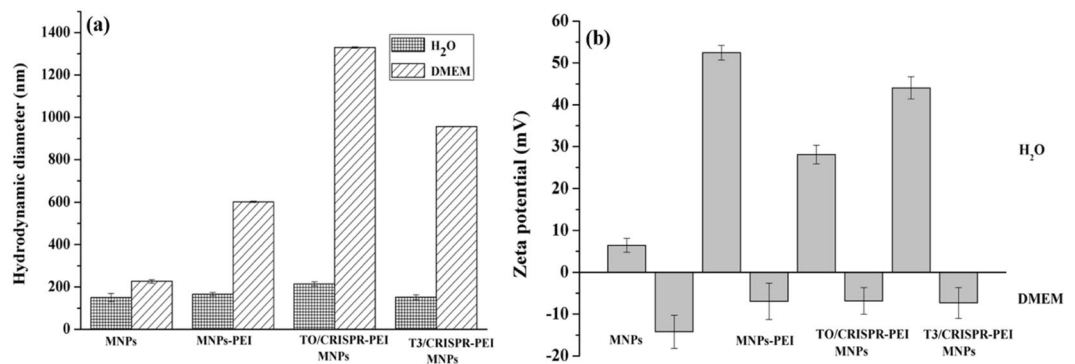 (a)
H2O
DMEM
Hydrodynamic diameter (nm)
1400
1200
1000
800
600
400
200
0
MNPs
MNPs-PEI
TO/CRISPR-PEI
MNPs
T3/CRISPR-PEI
MNPs
(b)
Zeta potential (mV)
60
50
40
30
20
10
0
-10
-20
H2O
DMEM
MNPs
MNPs-PEI
TO/CRISPR-PEI
MNPs
T3/CRISPR-PEI
MNPs